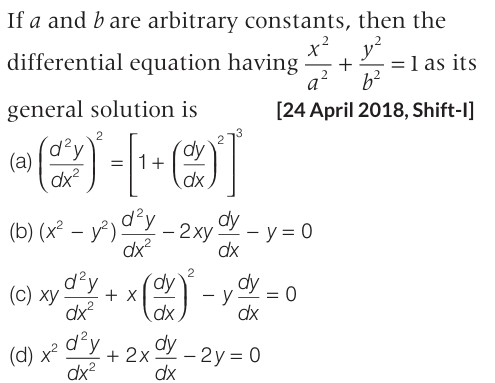 If a and b are arbitrary constants, then the
differential equation having x²/a² + y²/b² = 1 as its
general solution is [24 April 2018, Shift-I]
(a) (d²y/dx²)² = [1 + (dy/dx)²]³
(b) (x² – y²) d²y/dx² – 2xy dy/dx – y = 0
(c) xy d²y/dx² + x (dy/dx)² – y dy/dx = 0
(d) x² d²y/dx² + 2x dy/dx – 2y = 0